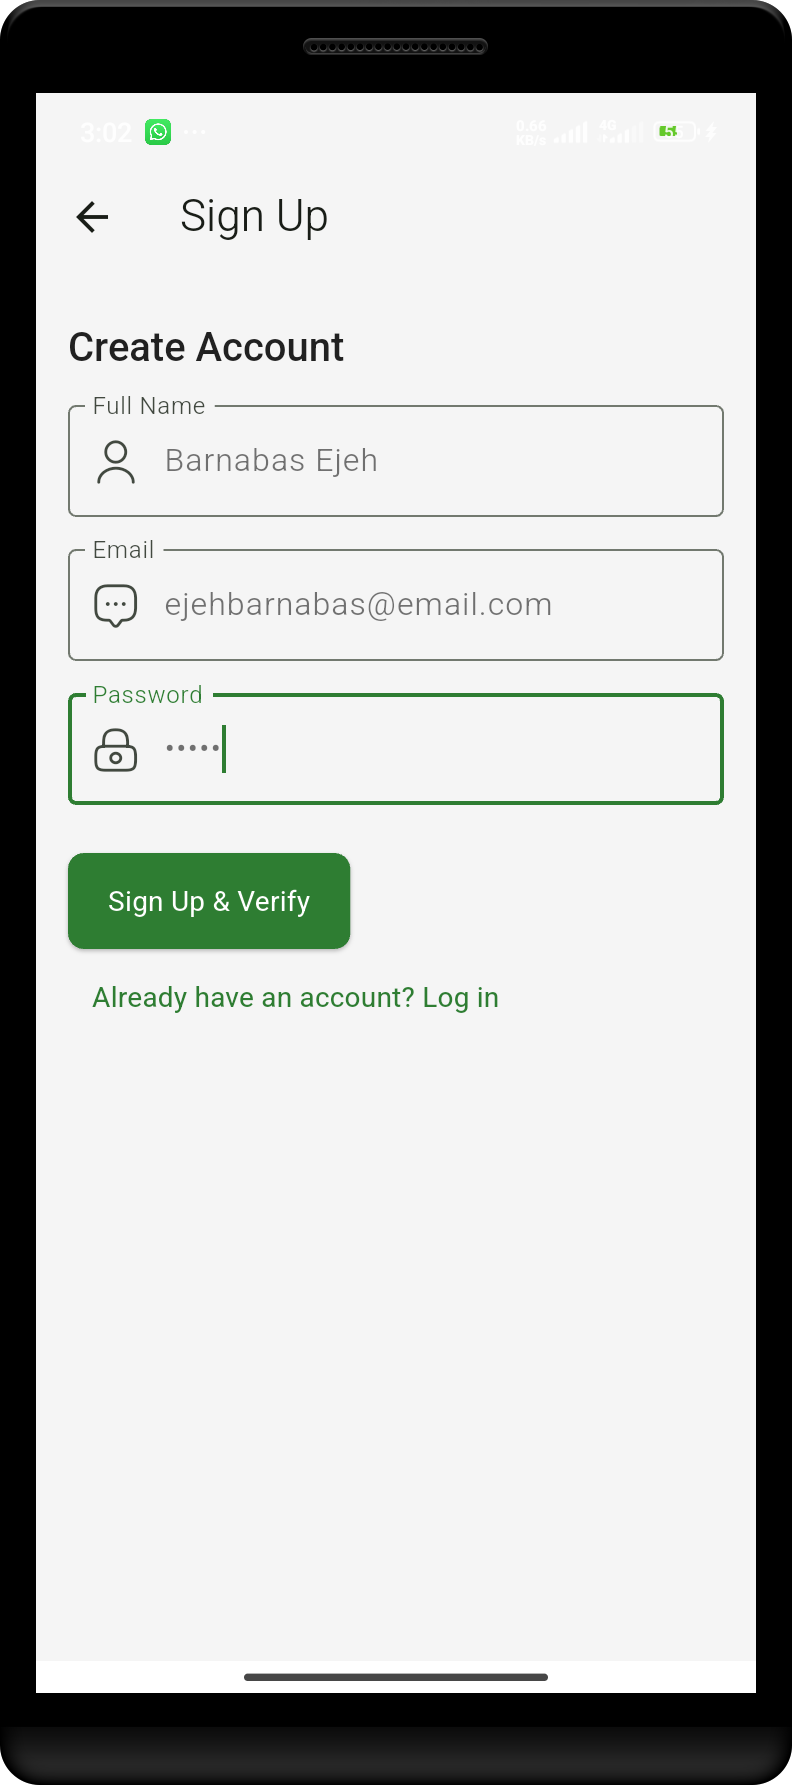 3:02
0.66
KB/s
4G
Sign Up
Create Account
Full Name
Barnabas Ejeh
Email
ejehbarnabas@email.com
Password
•••••
Sign Up & Verify
Already have an account? Log in